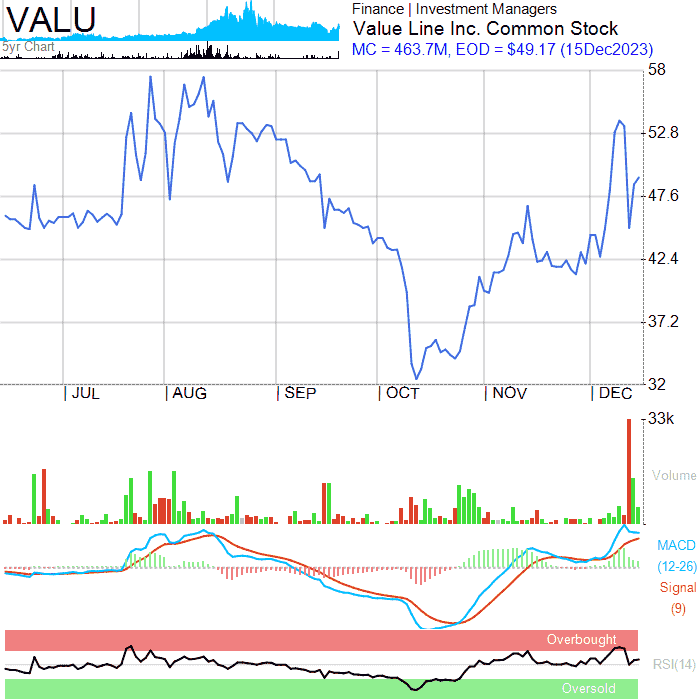 VALU
Finance | Investment Managers
Value Line Inc. Common Stock
MC = 463.7M, EOD = $49.17 (15Dec2023)
5yr Chart
58
52.8
47.6
42.4
37.2
32
JUL AUG SEP OCT NOV DEC
33k
Volume
MACD
(12-26)
Signal
(9)
Overbought
RSI(14)
Oversold